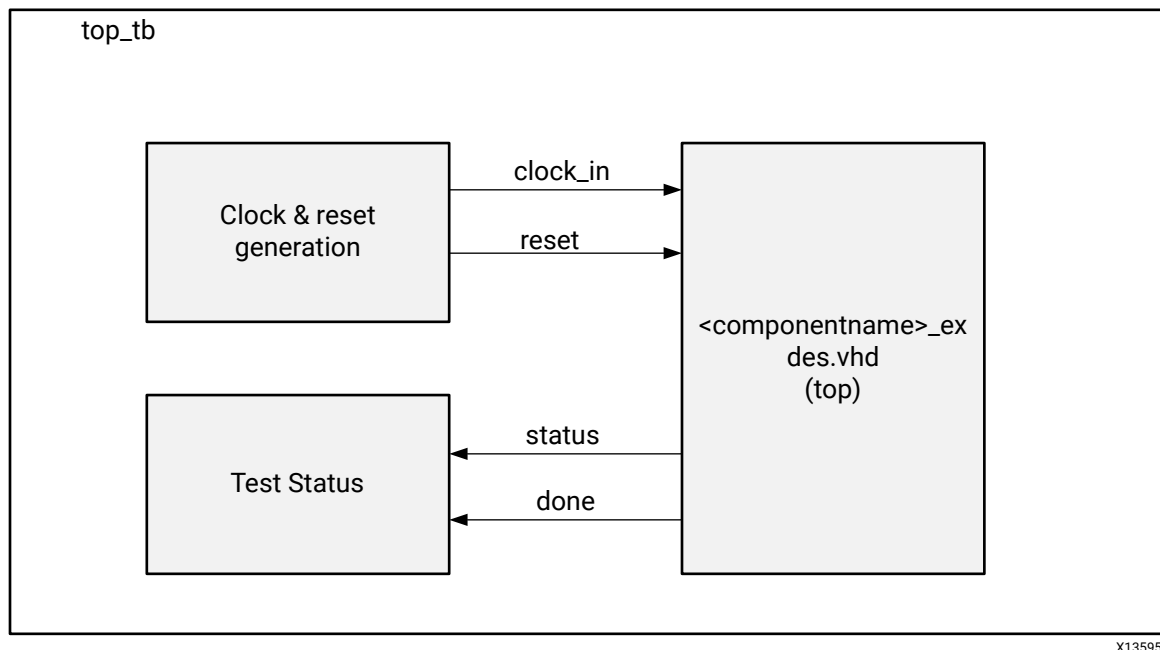 top_tb
clock_in
Clock & reset
generation
reset
<componentname>_ex
des.vhd
(top)
status
Test Status
done
X13595